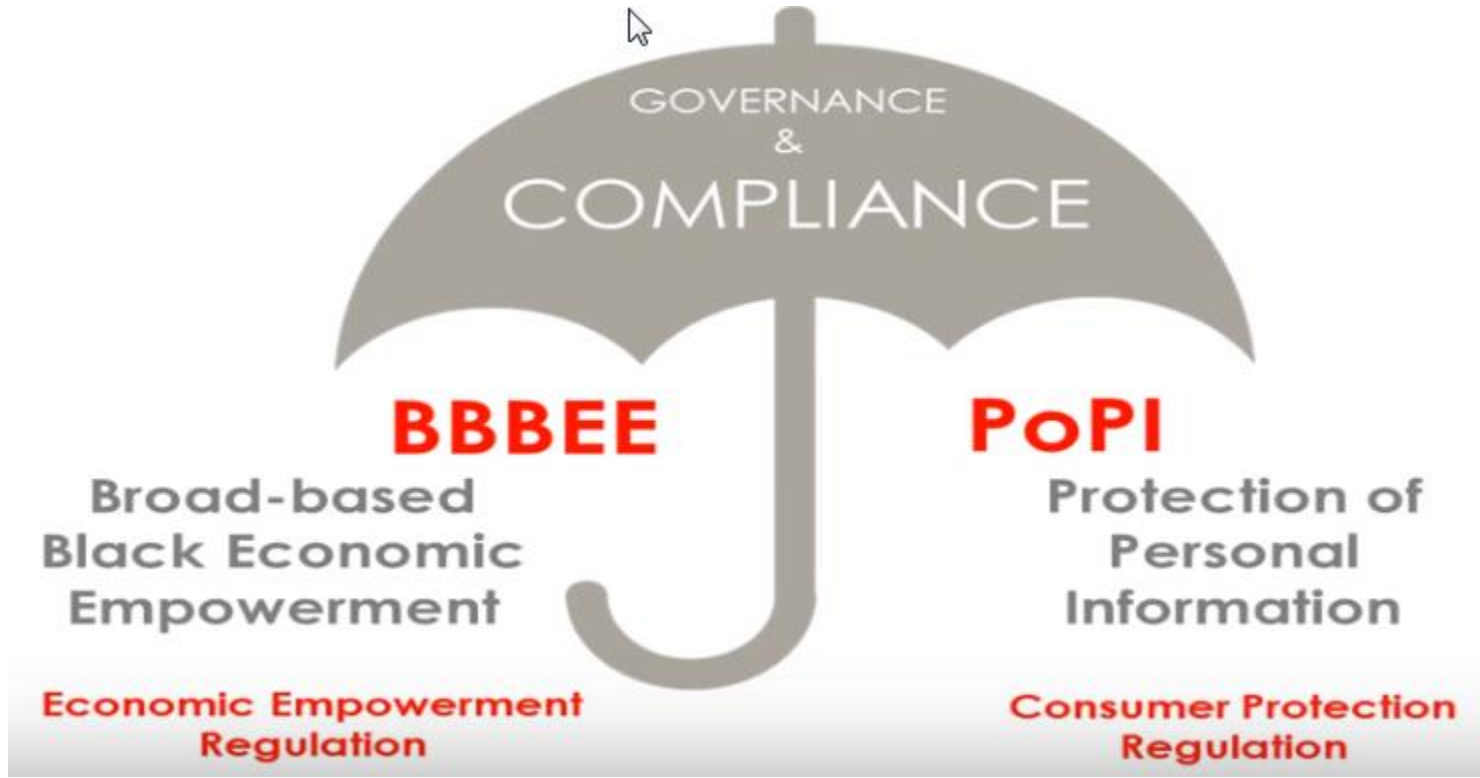 GOVERNANCE
&
COMPLIANCE
BBBEE
Broad-based
Black Economic
Empowerment
Economic Empowerment
Regulation
PoPI
Protection of
Personal
Information
Consumer Protection
Regulation